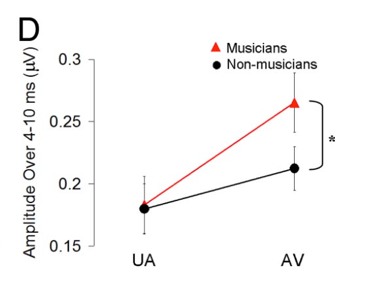 D
Amplitude Over 4-10 ms (μV)
Musicians
Non-musicians
0.3
0.25
0.2
0.15
*
UA AV